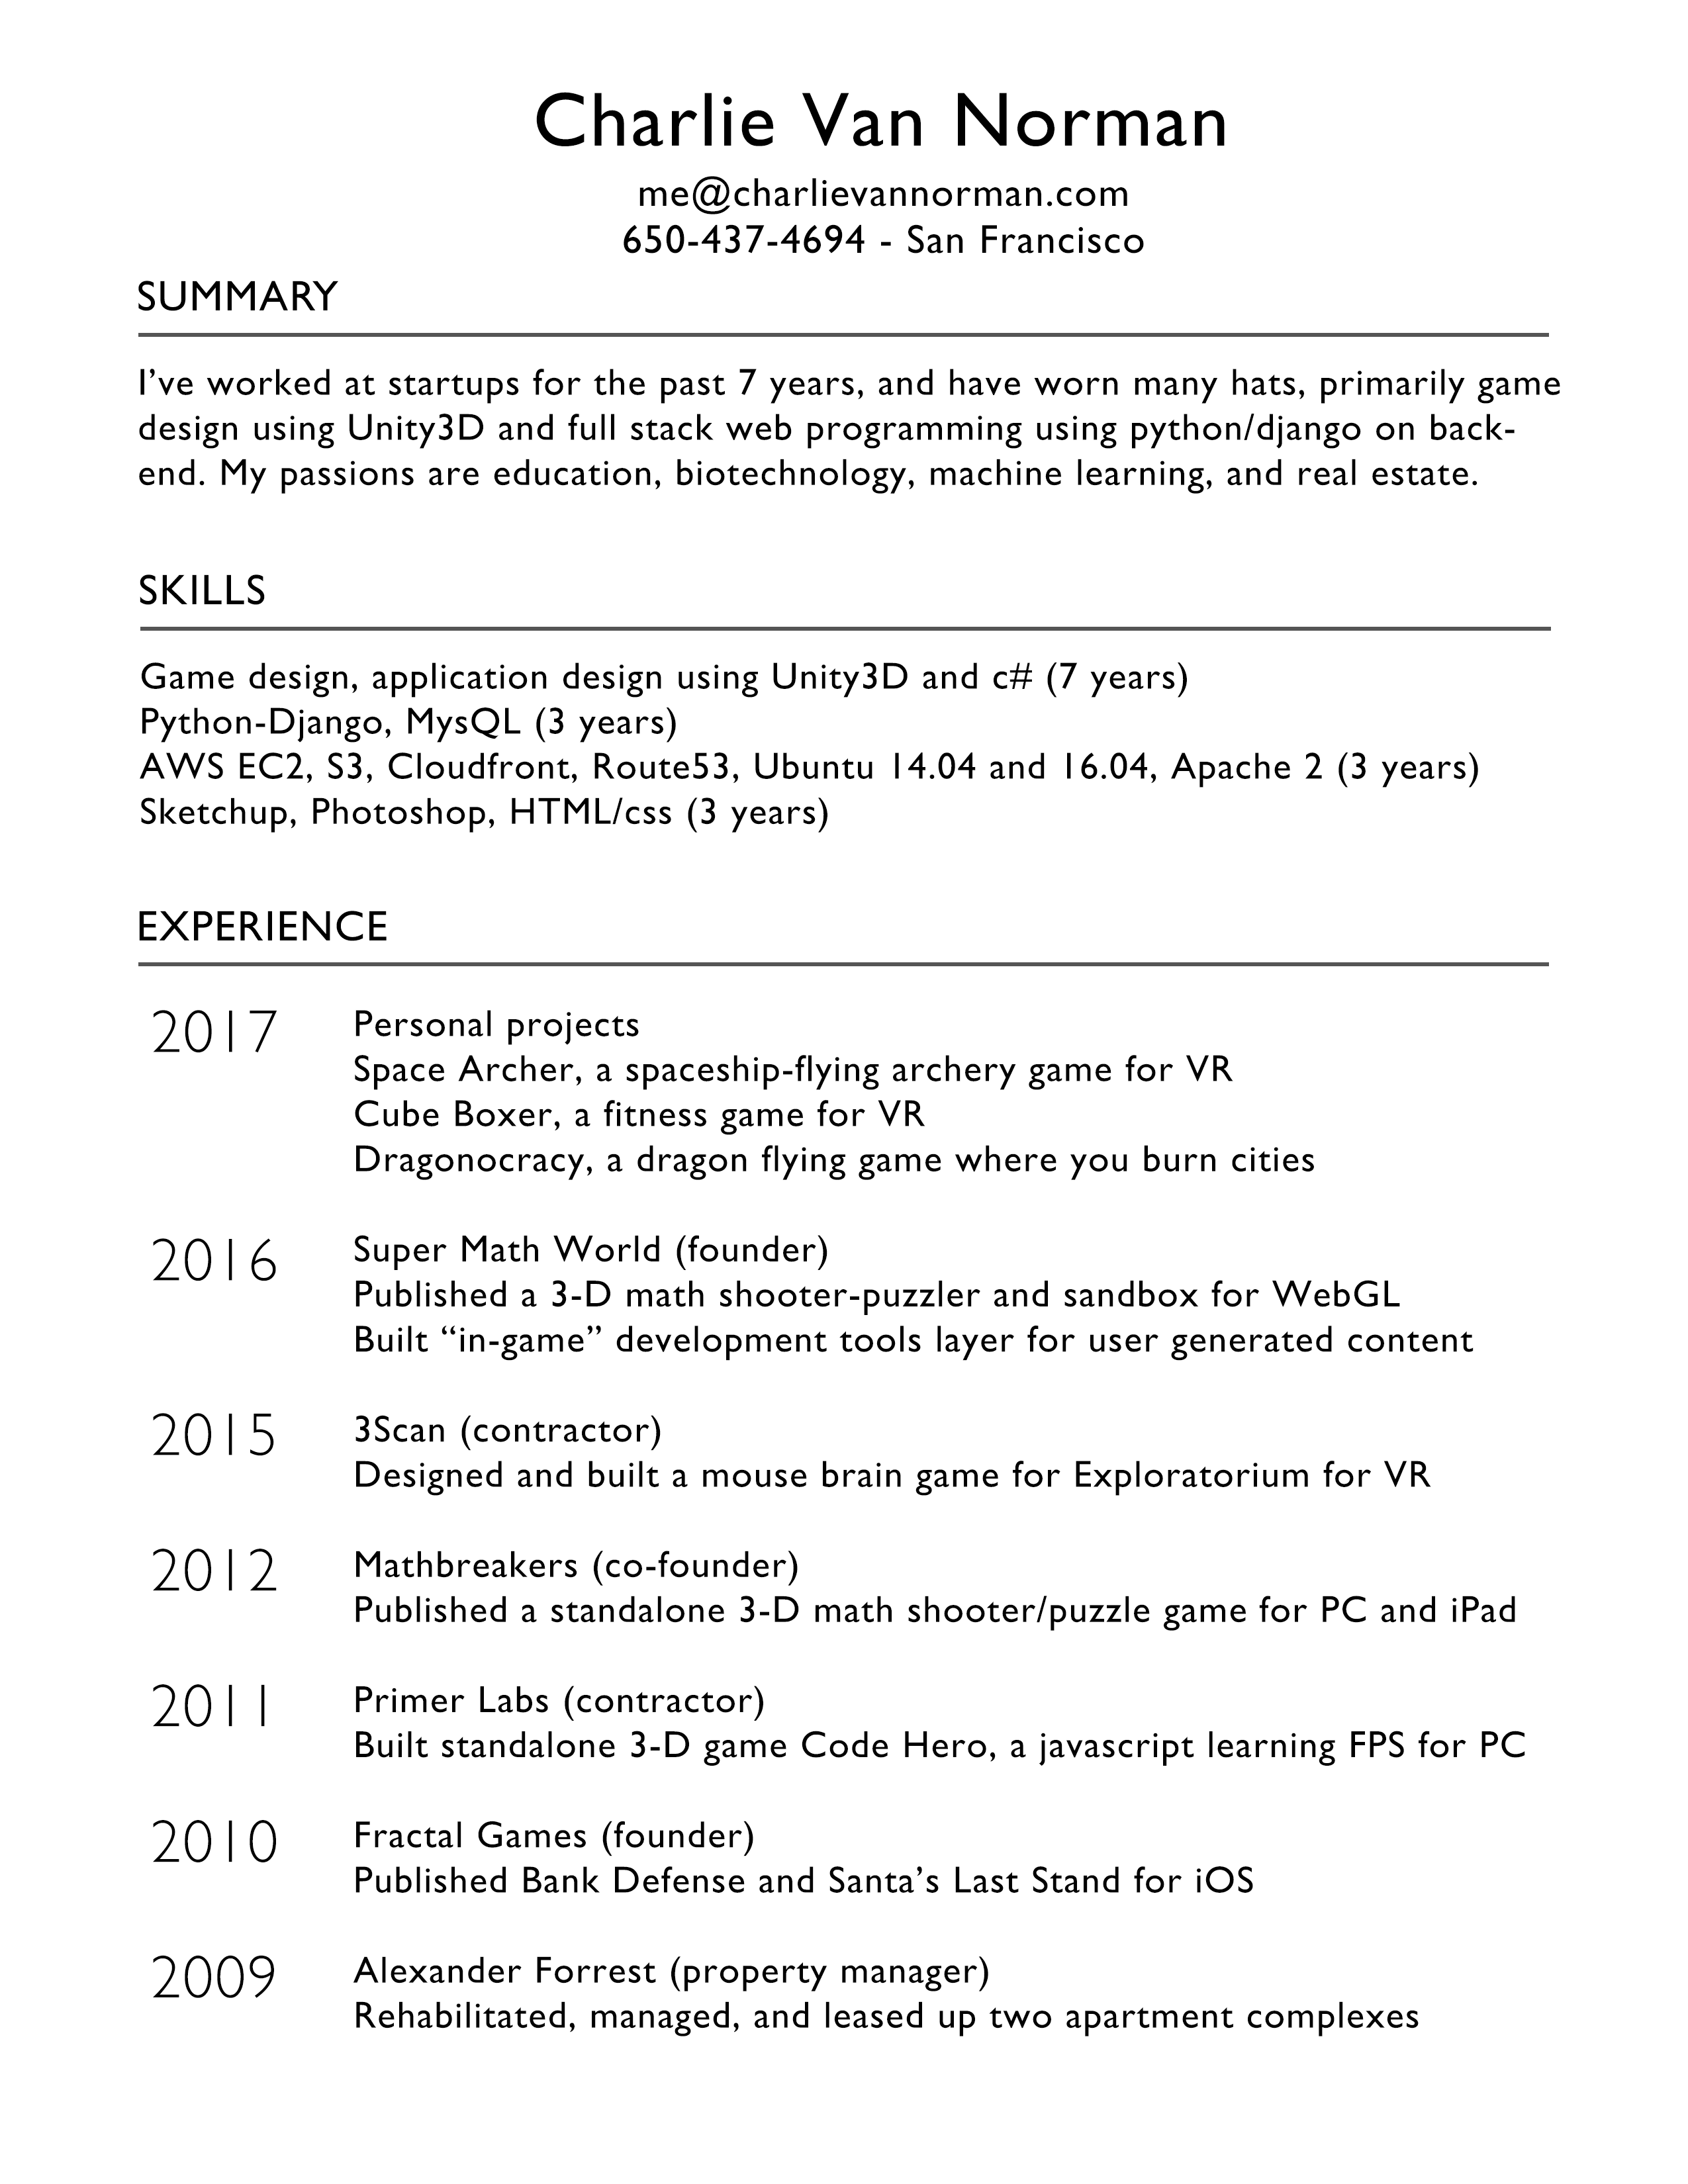 Charlie Van Norman
me@charlievannorman.com
650-437-4694 - San Francisco
SUMMARY
I’ve worked at startups for the past 7 years, and have worn many hats, primarily game
design using Unity3D and full stack web programming using python/django on back-
end. My passions are education, biotechnology, machine learning, and real estate.
SKILLS
Game design, application design using Unity3D and c# (7 years)
Python-Django, MysQL (3 years)
AWS EC2, S3, Cloudfront, Route53, Ubuntu 14.04 and 16.04, Apache 2 (3 years)
Sketchup, Photoshop, HTML/css (3 years)
EXPERIENCE
2017 Personal projects
Space Archer, a spaceship-flying archery game for VR
Cube Boxer, a fitness game for VR
Dragonocracy, a dragon flying game where you burn cities
2016 Super Math World (founder)
Published a 3-D math shooter-puzzler and sandbox for WebGL
Built “in-game” development tools layer for user generated content
2015 3Scan (contractor)
Designed and built a mouse brain game for Exploratorium for VR
2012 Mathbreakers (co-founder)
Published a standalone 3-D math shooter/puzzle game for PC and iPad
2011 Primer Labs (contractor)
Built standalone 3-D game Code Hero, a javascript learning FPS for PC
2010 Fractal Games (founder)
Published Bank Defense and Santa’s Last Stand for iOS
2009 Alexander Forrest (property manager)
Rehabilitated, managed, and leased up two apartment complexes